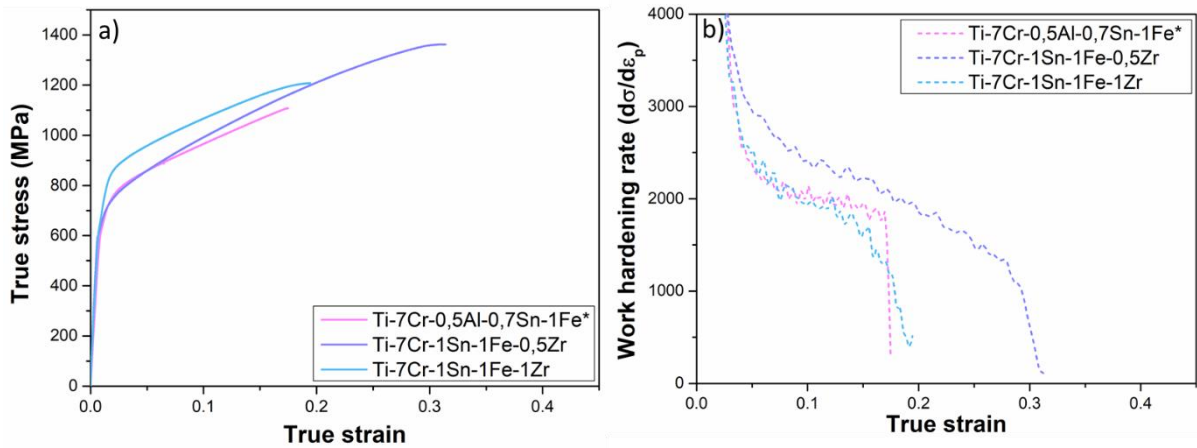 a)
True stress (MPa)
1400
1200
1000
800
600
400
200
0
0.0 0.1 0.2 0.3 0.4
True strain
Ti-7Cr-0,5Al-0,7Sn-1Fe*
Ti-7Cr-1Sn-1Fe-0,5Zr
Ti-7Cr-1Sn-1Fe-1Zr
b)
Work hardening rate (dσ/dεp)
4000
3000
2000
1000
0
0.0 0.1 0.2 0.3 0.4
True strain
Ti-7Cr-0,5Al-0,7Sn-1Fe*
Ti-7Cr-1Sn-1Fe-0,5Zr
Ti-7Cr-1Sn-1Fe-1Zr